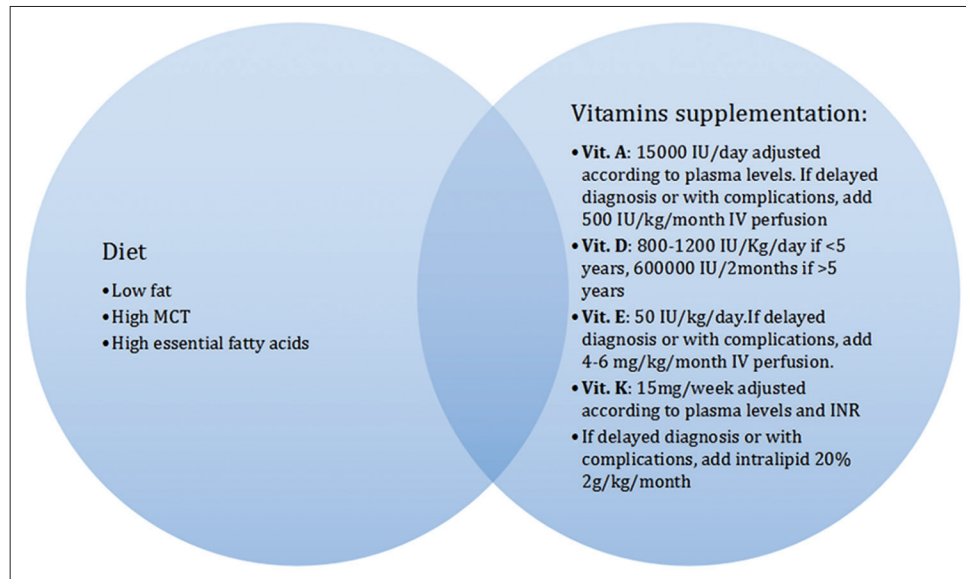 Diet
•Low fat
•High MCT
•High essential fatty acids
Vitamins supplementation:
•Vit. A: 15000 IU/day adjusted
according to plasma levels. If delayed
diagnosis or with complications, add
500 IU/kg/month IV perfusion
•Vit. D: 800-1200 IU/Kg/day if <5
years, 600000 IU/2months if >5
years
•Vit. E: 50 IU/kg/day.If delayed
diagnosis or with complications, add
4-6 mg/kg/month IV perfusion.
•Vit. K: 15mg/week adjusted
according to plasma levels and INR
•If delayed diagnosis or with
complications, add intralipid 20%
2g/kg/month